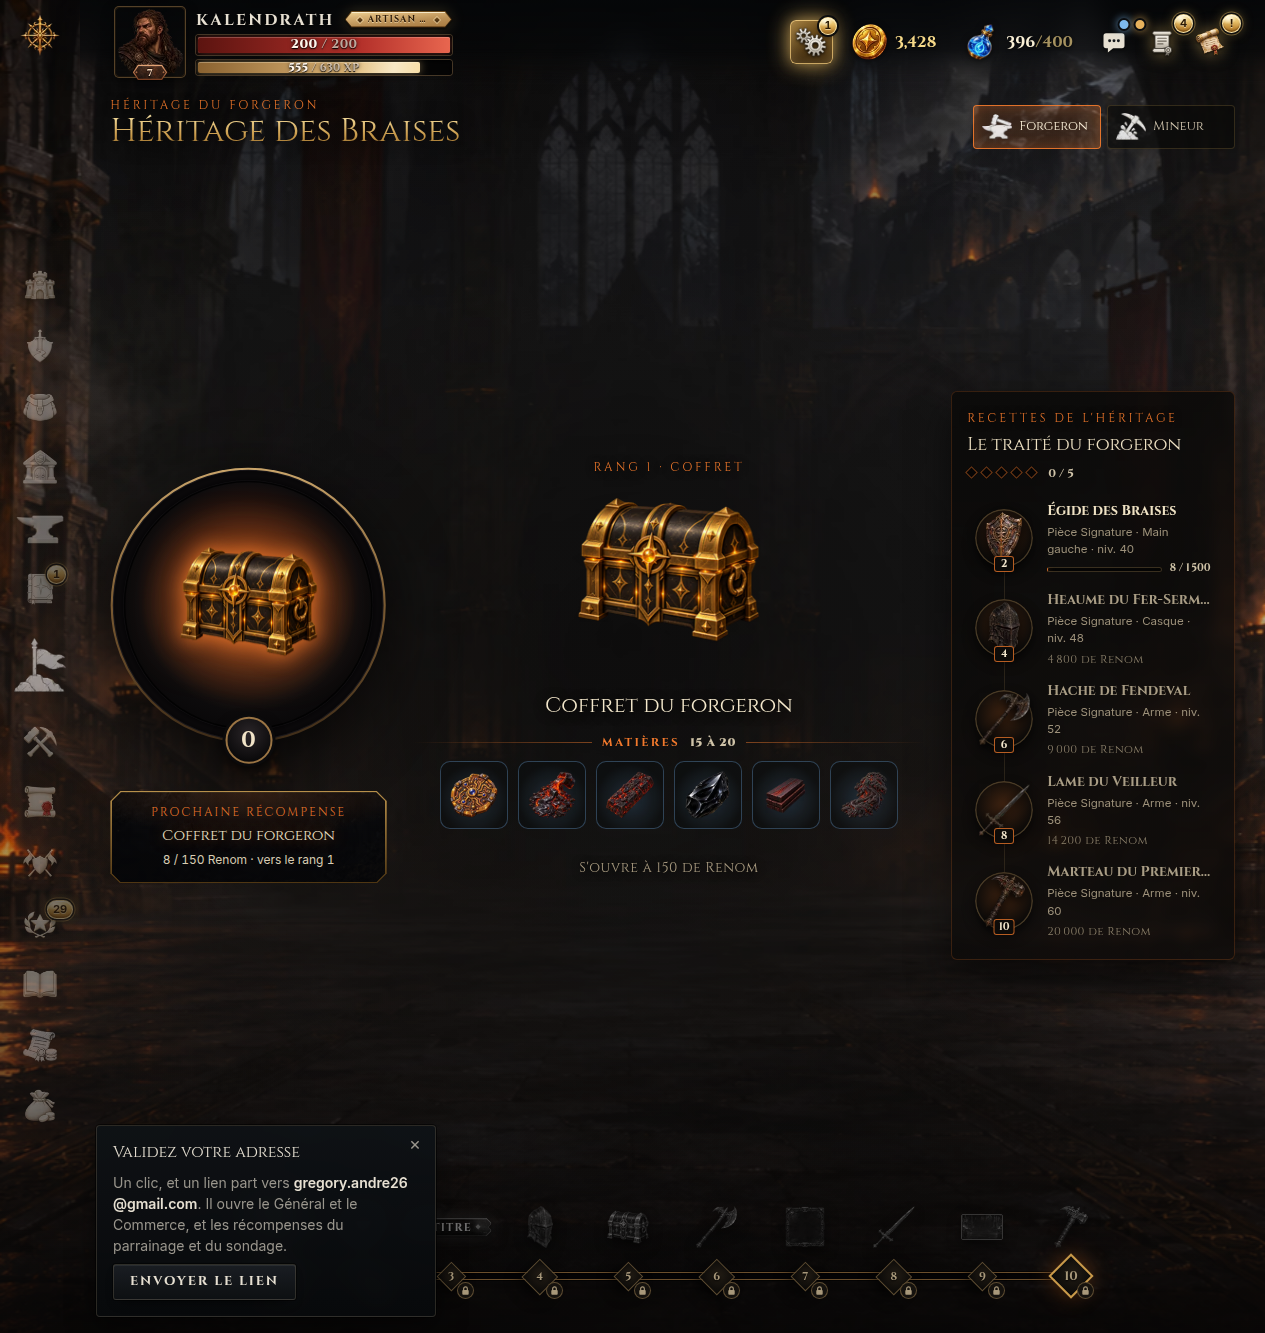 KALENDRATH
ARTISAN ...
200 / 200
555 / 630 XP
7
1
3,428
396/400
4
!
HÉRITAGE DU FORGERON
HÉRITAGE DES BRAISES
FORGERON
MINEUR
1
29
0
PROCHAINE RÉCOMPENSE
COFFRET DU FORGERON
8 / 150 Renom · vers le rang 1
RANG 1 · COFFRET
COFFRET DU FORGERON
MATIÈRES 15 À 20
S'OUVRE À 150 DE RENOM
RECETTES DE L'HÉRITAGE
LE TRAITÉ DU FORGERON
0 / 5
ÉGIDE DES BRAISES
Pièce Signature · Main
gauche · niv. 40
2
8 / 1500
HEAUME DU FER-SERM...
Pièce Signature · Casque ·
niv. 48
4
4 800 DE RENOM
HACHE DE FENDEVAL
Pièce Signature · Arme · niv.
52
6
9 000 DE RENOM
LAME DU VEILLEUR
Pièce Signature · Arme · niv.
56
8
14 200 DE RENOM
MARTEAU DU PREMIER...
Pièce Signature · Arme · niv.
60
10
20 000 DE RENOM
VALIDEZ VOTRE ADRESSE
×
Un clic, et un lien part vers gregory.andre26
@gmail.com. Il ouvre le Général et le
Commerce, et les récompenses du
parrainage et du sondage.
ENVOYER LE LIEN
TITRE
3
4
5
6
7
8
9
10